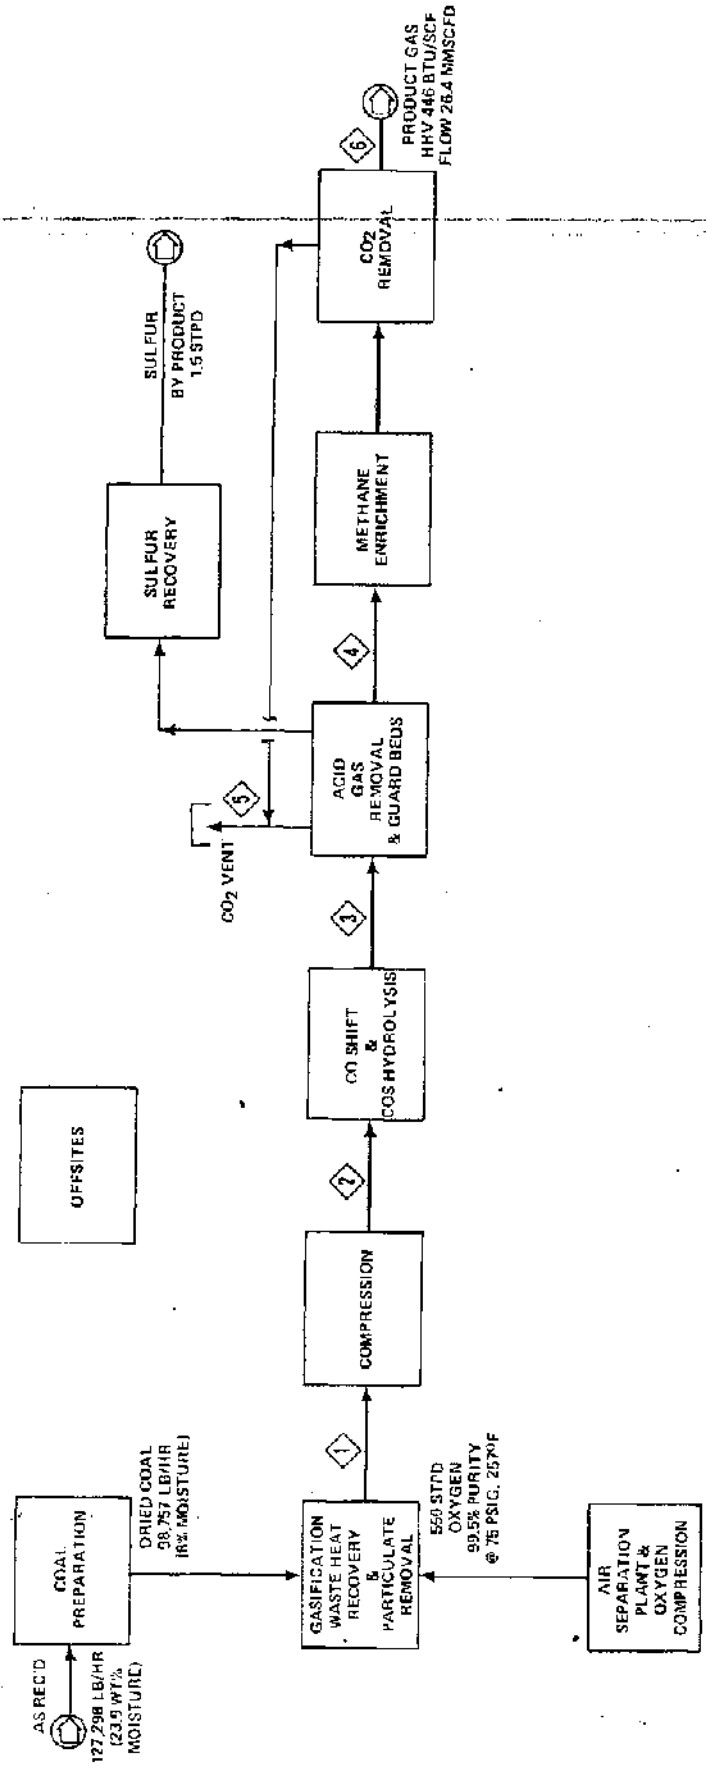 AS REC'D
127,298 LB/HR
(23.9 WT%
MOISTURE)
COAL
PREPARATION
DRIED COAL
98,757 LB/HR
MOISTURE)
OFFSITES
GASIFICATION
WASTE HEAT
RECOVERY
&
PARTICULATE
REMOVAL
550 STPD
OXYGEN
99.5% PURITY
@ 75 PSIG, 257°F
AIR
SEPARATION
PLANT &
OXYGEN
COMPRESSION
1
COMPRESSION
2
CO SHIFT
&
COS HYDROLYSIS
3
ACID
GAS
REMOVAL
& GUARD BEDS
CO2 VENT
5
4
SULFUR
RECOVERY
SULFUR
BY PRODUCT
1.5 STPD
METHANE
ENRICHMENT
CO2
REMOVAL
6
PRODUCT GAS
HHV 446 BTU/SCF
FLOW 26.4 MMSCFD